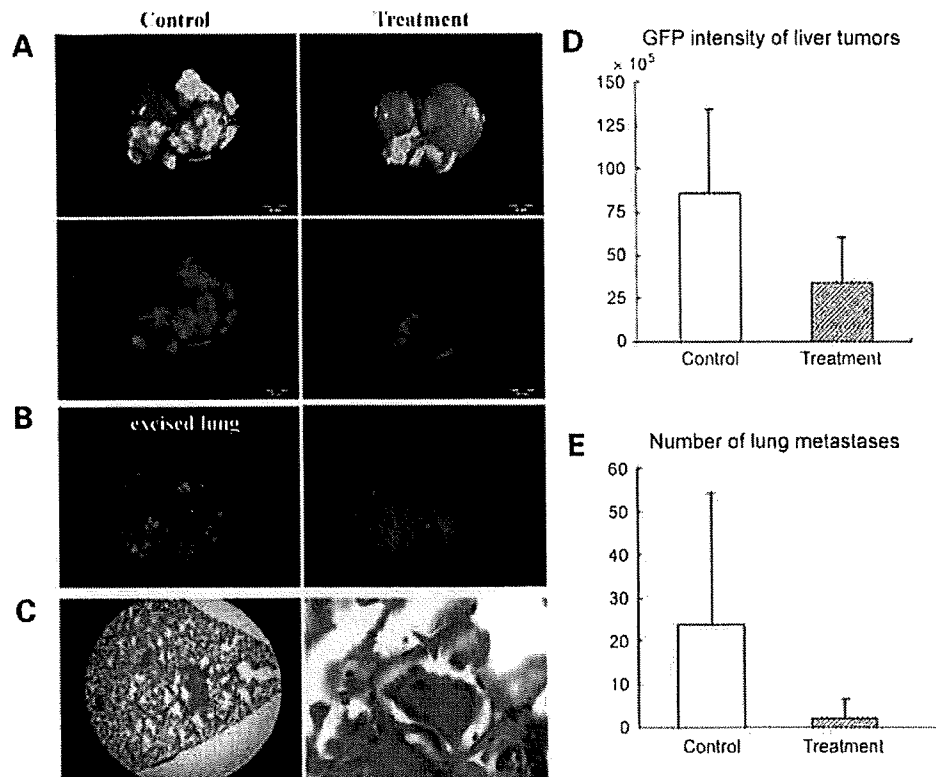 Control
Treatment
A
B
excised lung
C
D
GFP intensity of liver tumors
× 10⁵
150
125
100
75
50
25
0
Control
Treatment
E
Number of lung metastases
60
50
40
30
20
10
0
Control
Treatment